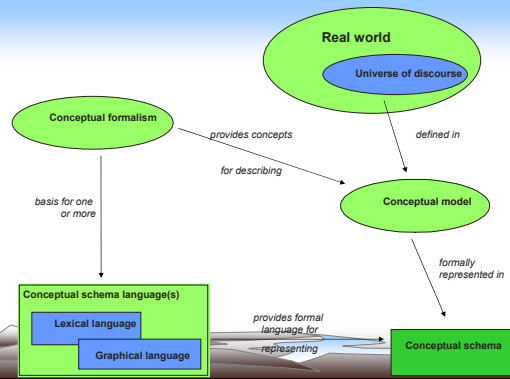 Real world
Universe of discourse
Conceptual formalism
provides concepts
for describing
defined in
Conceptual model
basis for one
or more
formally
represented in
Conceptual schema language(s)
Lexical language
Graphical language
provides formal
language for
representing
Conceptual schema